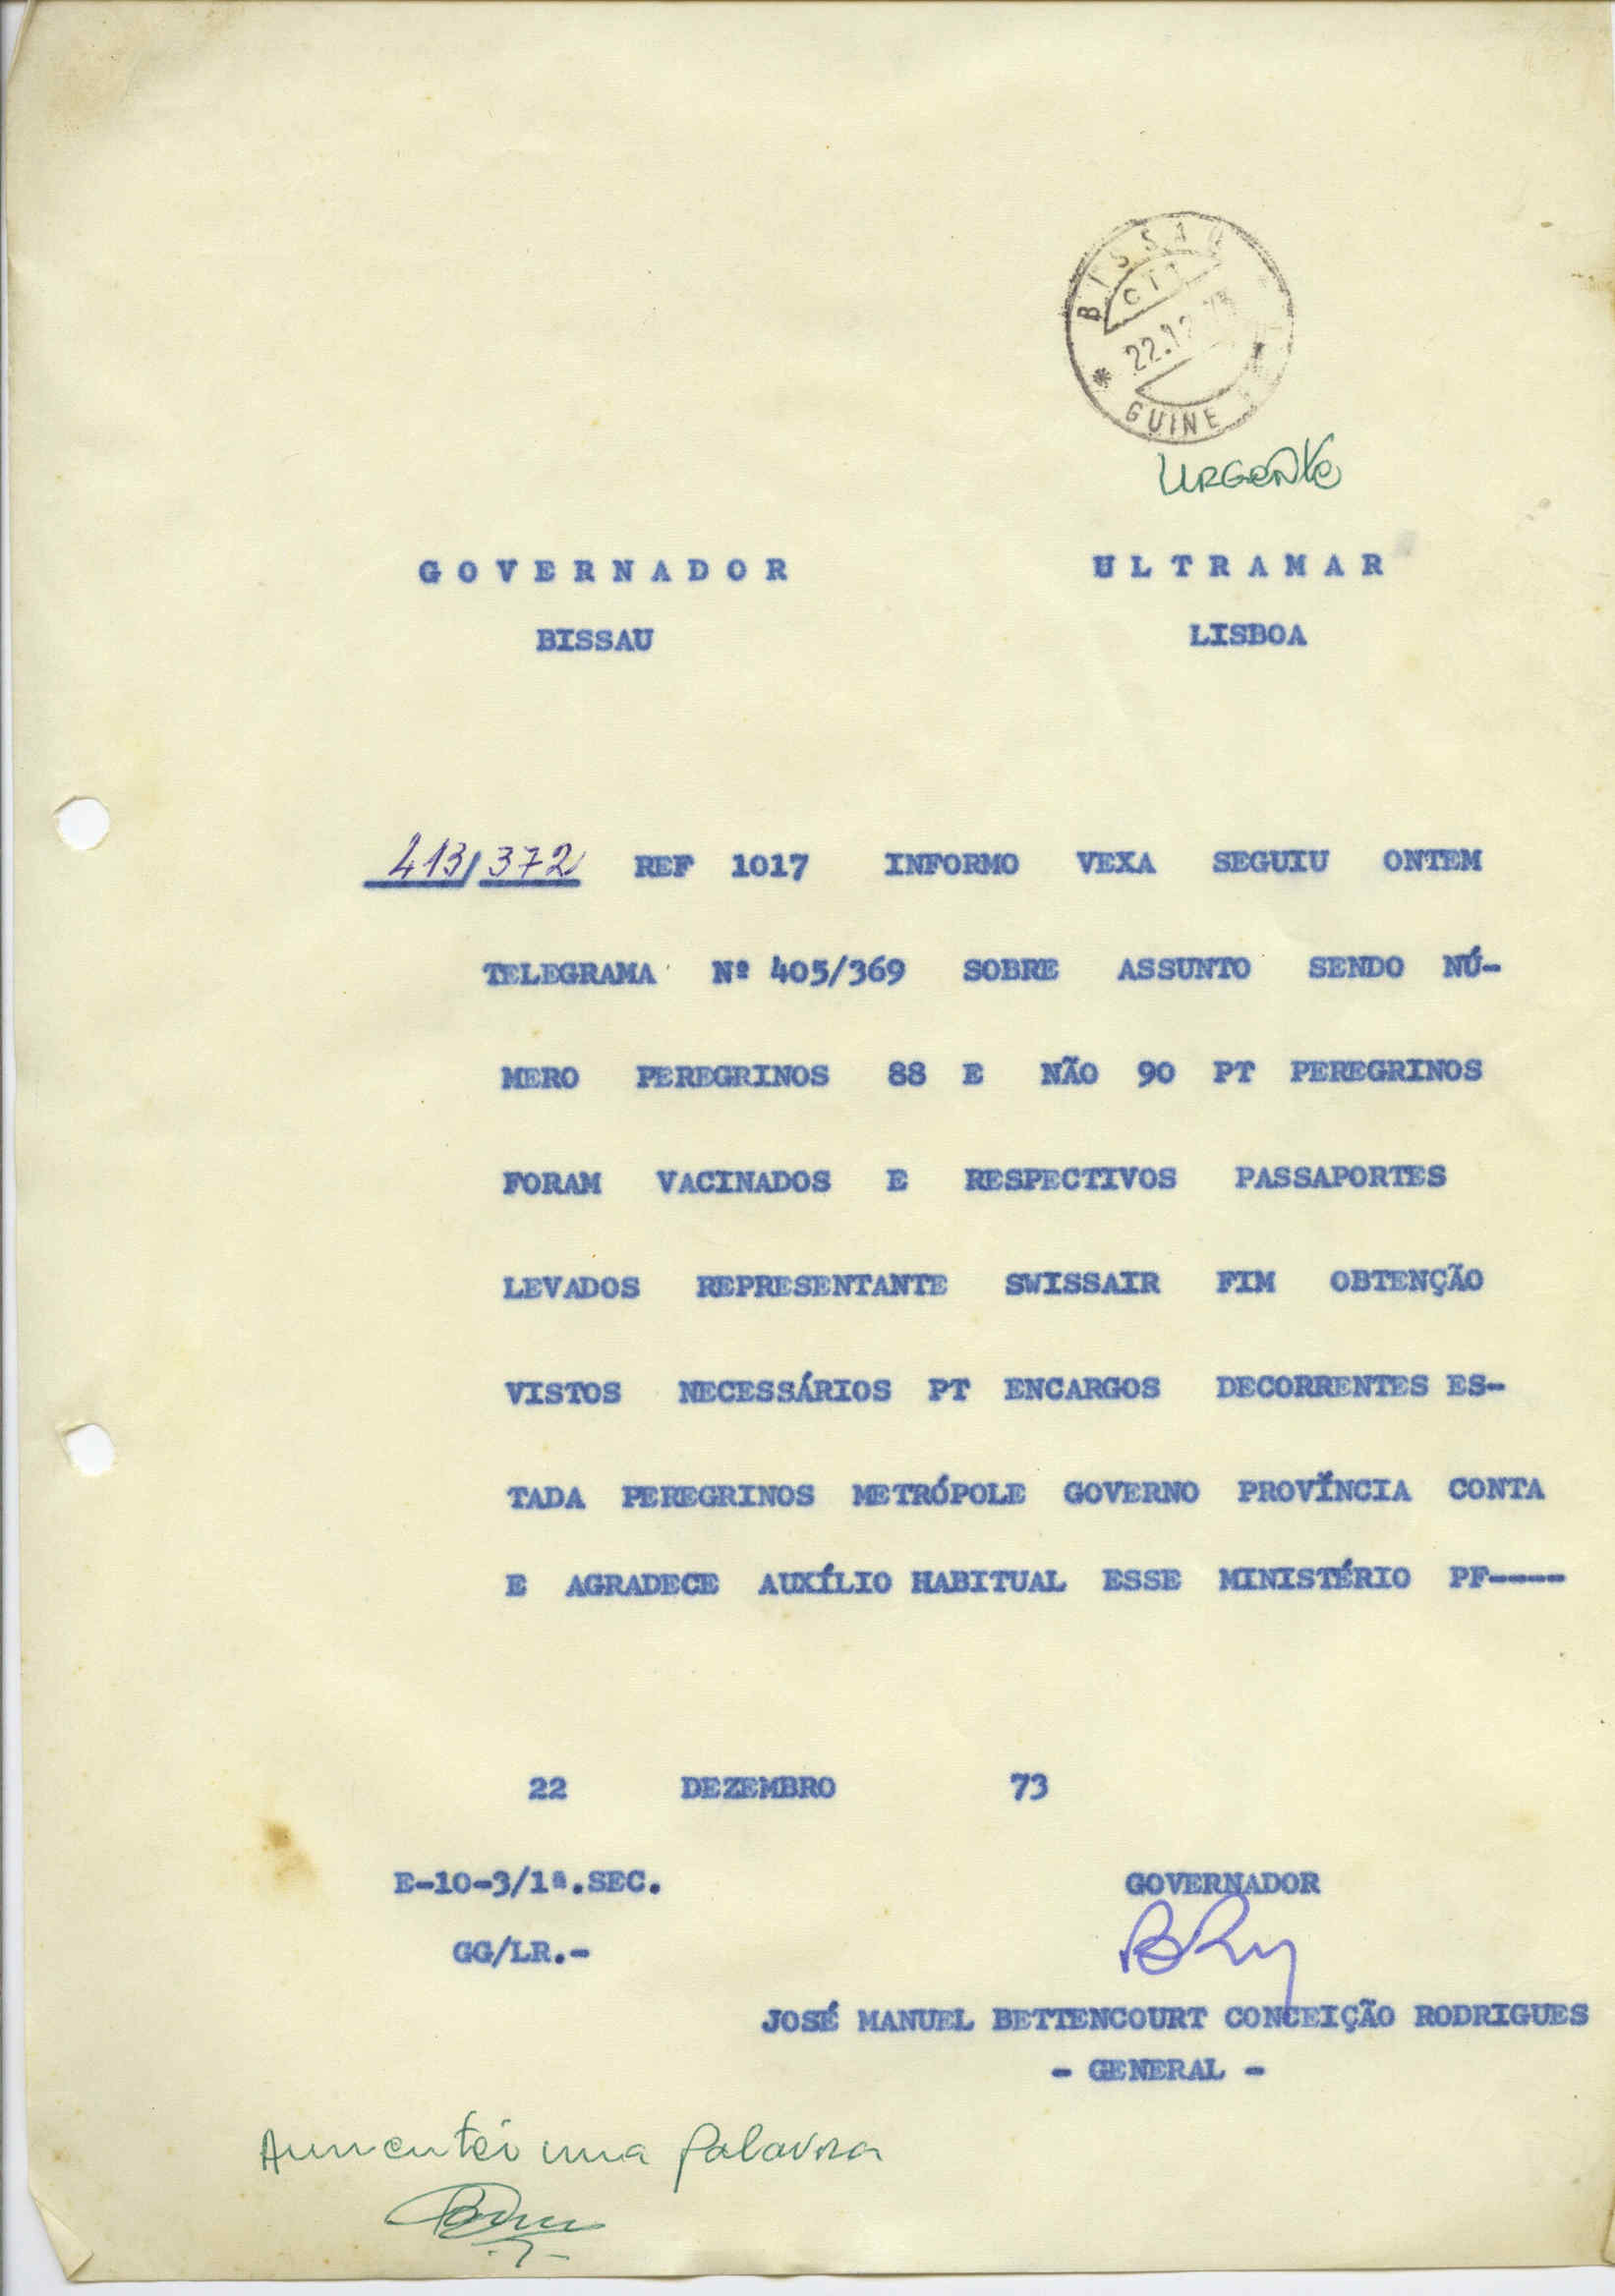 BISSAU
CTT
22.12.73
* GUINE
URGENTE
GOVERNADOR ULTRAMAR
BISSAU LISBOA
413/372 REF 1017 INFORMO VEXA SEGUIU ONTEM
TELEGRAMA Nº 405/369 SOBRE ASSUNTO SENDO NÚ-
MERO PEREGRINOS 88 E NÃO 90 PT PEREGRINOS
FORAM VACINADOS E RESPECTIVOS PASSAPORTES
LEVADOS REPRESENTANTE SWISSAIR FIM OBTENÇÃO
VISTOS NECESSÁRIOS PT ENCARGOS DECORRENTES ES-
TADA PEREGRINOS METRÓPOLE GOVERNO PROVÍNCIA CONTA
E AGRADECE AUXÍLIO HABITUAL ESSE MINISTÉRIO PF----
22 DEZEMBRO 73
E-10-3/1ª.SEC. GOVERNADOR
GG/LR.-
JOSÉ MANUEL BETTENCOURT CONCEIÇÃO RODRIGUES
- GENERAL -
Aumentei uma palavra